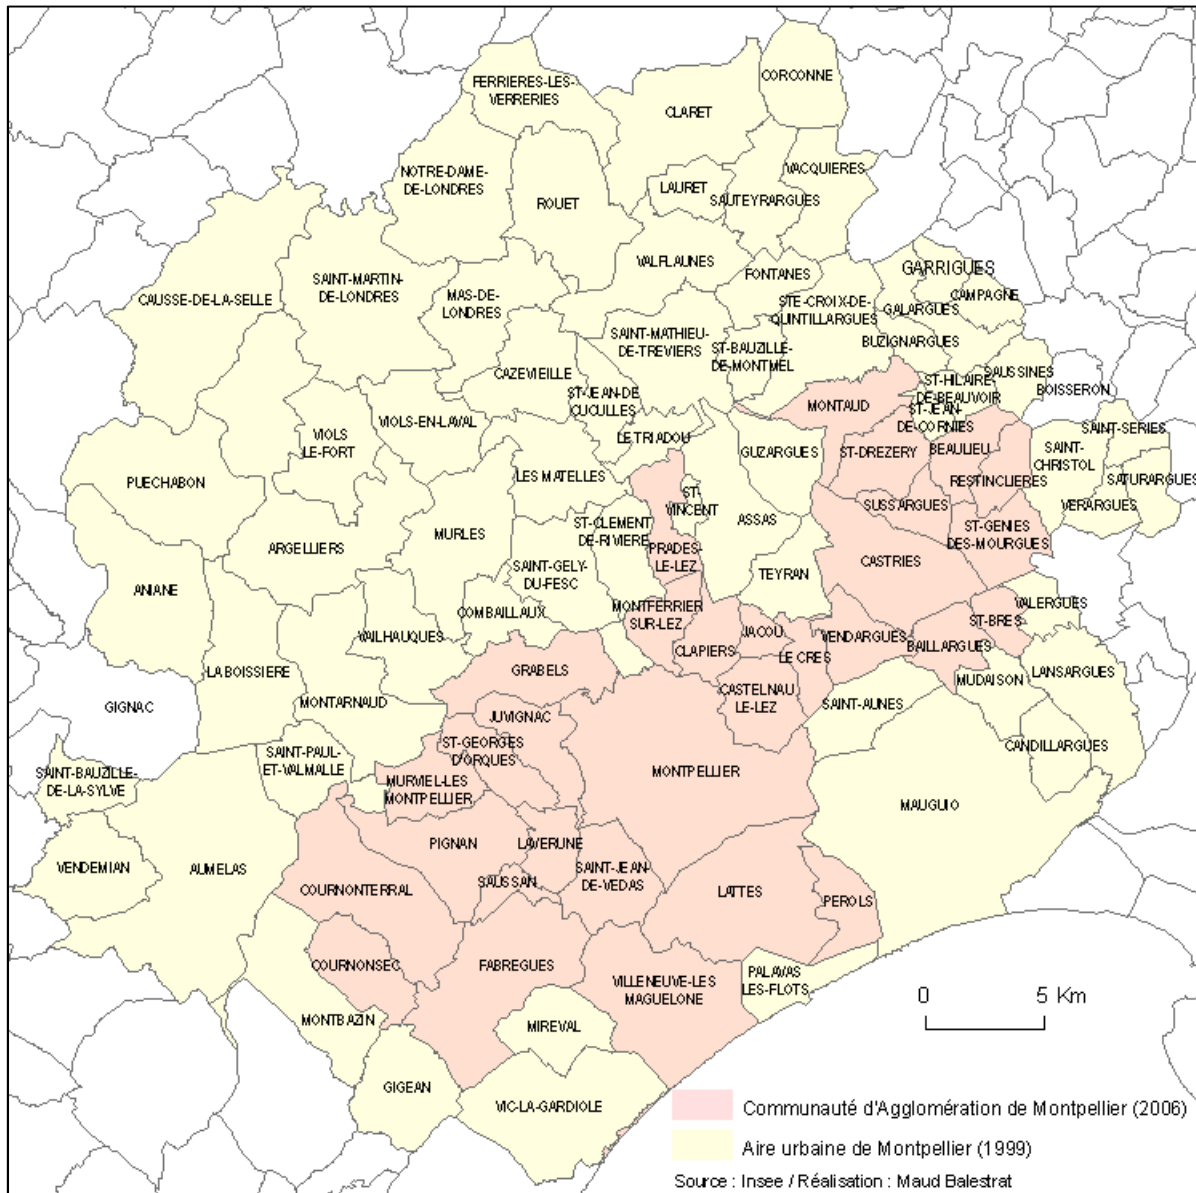 FERRIERES-LES-
VERRERIES
CORCONNE
CLARET
NOTRE-DAME-
DE-LONDRES
ROUET
LAURET
SAUTEYRARGUES
VACQUIERES
CAUSSE-DE-LA-SELLE
SAINT-MARTIN-
DE-LONDRES
MAS-DE-
LONDRES
VALFLAUNES
FONTANES
GARRIGUES
CAMPAGNE
GALARGUES
STE-CROIX-DE-
QUINTILLARGUES
BUZIGNARGUES
SAINT-MATHIEU-
DE-TREVIERS
ST-BAUZILLE-
DE-MONTMEL
CAZEVIEILLE
ST-JEAN-DE
CUCULLES
SAUSSINES
BOISSERON
ST-HILAIRE-
DE-BEAUVOIR
MONTAUD
ST-JEAN-
DE-CORNIES
VIOLS
LE-FORT
VIOLS-EN-LAVAL
LE TRIADOU
GUZARGUES
ST-DREZERY
BEAULIEU
SAINT-SERIES
SAINT-
CHRISTOL
SATURARGUES
RESTINCLIERES
VERARGUES
PUECHABON
LES MATELLES
ST-
VINCENT
SUSSARGUES
ST-GENIES
DES-MOURGUES
ARGELLIERS
MURLES
ST-CLEMENT
DE-RIVIERE
ASSAS
PRADES-
LE-LEZ
CASTRIES
TEYRAN
ANIANE
SAINT-GELY-
DU-FESC
COMBAILLAUX
MONTFERRIER
SUR-LEZ
VALERGUES
ST-BRES
VAILHAUQUES
CLAPIERS
JACOU
LE CRES
VENDARGUES
BAILLARGUES
LA BOISSIERE
GRABELS
MUDAISON
LANSARGUES
GIGNAC
MONTARNAUD
CASTELNAU
LE-LEZ
SAINT-AUNES
JUVIGNAC
ST-GEORGES
D'ORQUES
CANDILLARGUES
SAINT-PAUL-
ET-VALMALLE
SAINT-BAUZILLE-
DE-LA-SYLVE
MURVIEL-LES
MONTPELLIER
MONTPELLIER
MAUGUIO
PIGNAN
LAVERUNE
VENDEMIAN
AUMELAS
SAINT-JEAN-
DE-VEDAS
COURNONTERRAL
SAUSSAN
LATTES
PEROLS
COURNONSEC
FABREGUES
VILLENEUVE-LES
MAGUELONE
PALAVAS
LES-FLOTS
MONTBAZIN
MIREVAL
GIGEAN
VIC-LA-GARDIOLE
0 5 Km
Communauté d'Agglomération de Montpellier (2006)
Aire urbaine de Montpellier (1999)
Source : Insee / Réalisation : Maud Balestrat